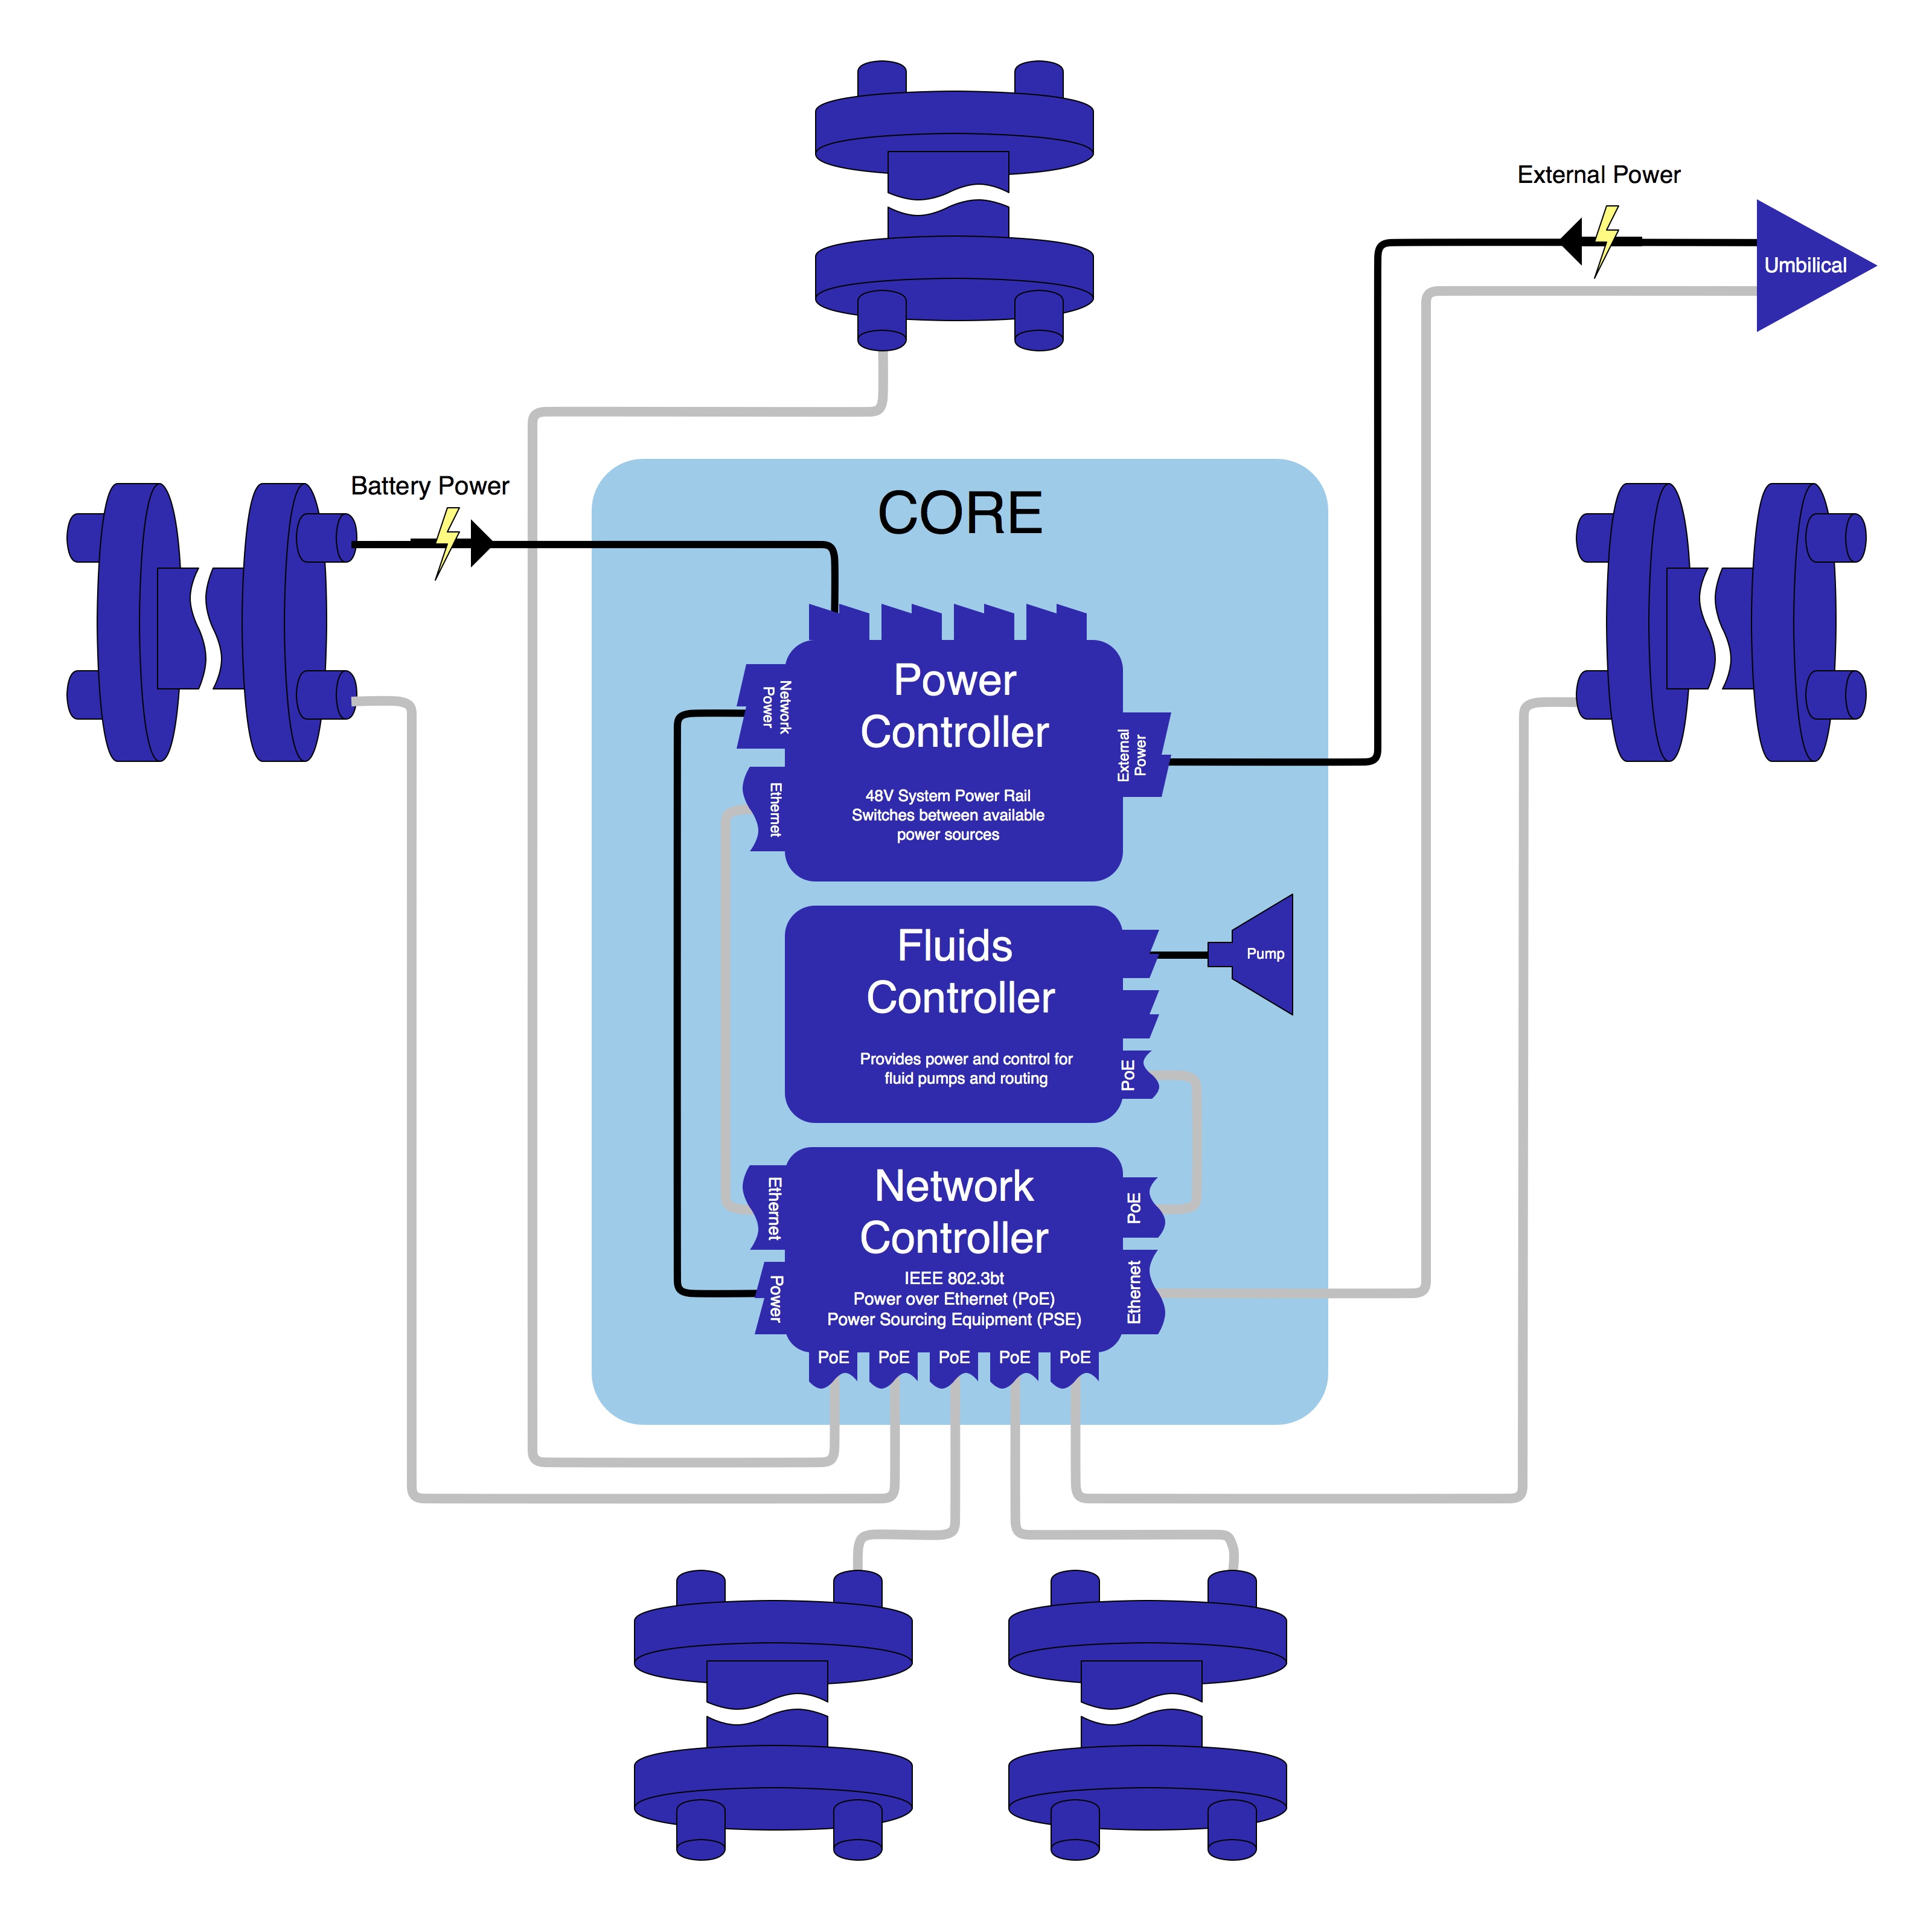 External Power
Umbilical
Battery Power
CORE
Power
Controller
48V System Power Rail
Switches between available
power sources
Network
Power
Ethernet
External
Power
Fluids
Controller
Provides power and control for
fluid pumps and routing
Pump
PoE
Network
Controller
IEEE 802.3bt
Power over Ethernet (PoE)
Power Sourcing Equipment (PSE)
Ethernet
Power
PoE
Ethernet
PoE PoE PoE PoE PoE